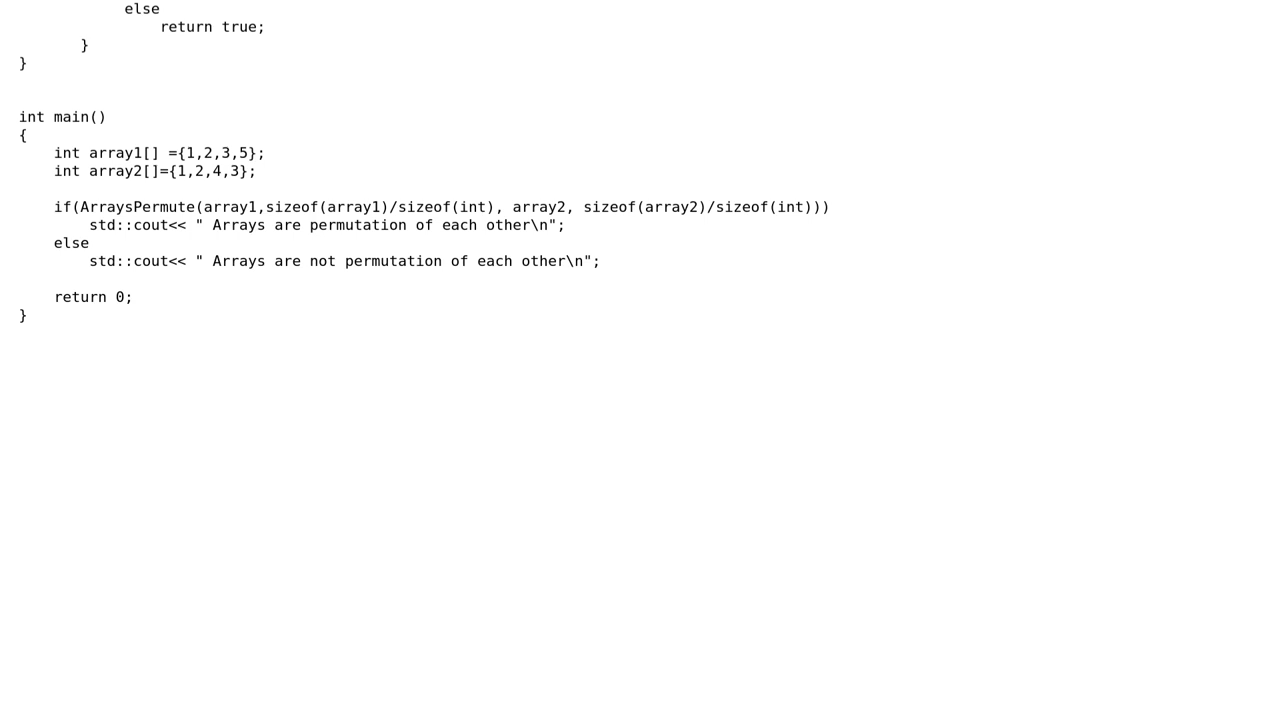 else
return true;
}
}
int main()
{
int array1[] ={1,2,3,5};
int array2[]={1,2,4,3};
if(ArraysPermute(array1,sizeof(array1)/sizeof(int), array2, sizeof(array2)/sizeof(int)))
std::cout<< " Arrays are permutation of each other\n";
else
std::cout<< " Arrays are not permutation of each other\n";
return 0;
}